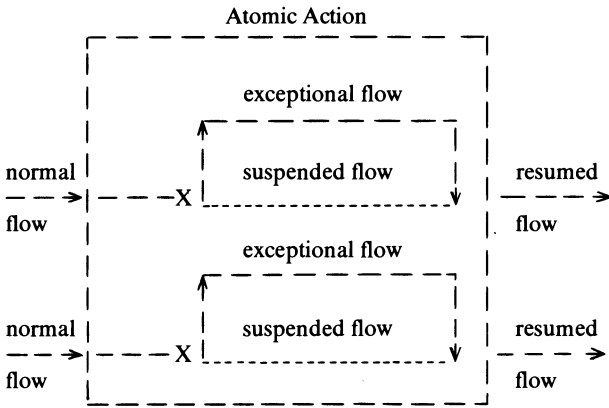 Atomic Action
exceptional flow
normal
suspended flow
resumed
X
flow
flow
exceptional flow
normal
suspended flow
resumed
X
flow
flow